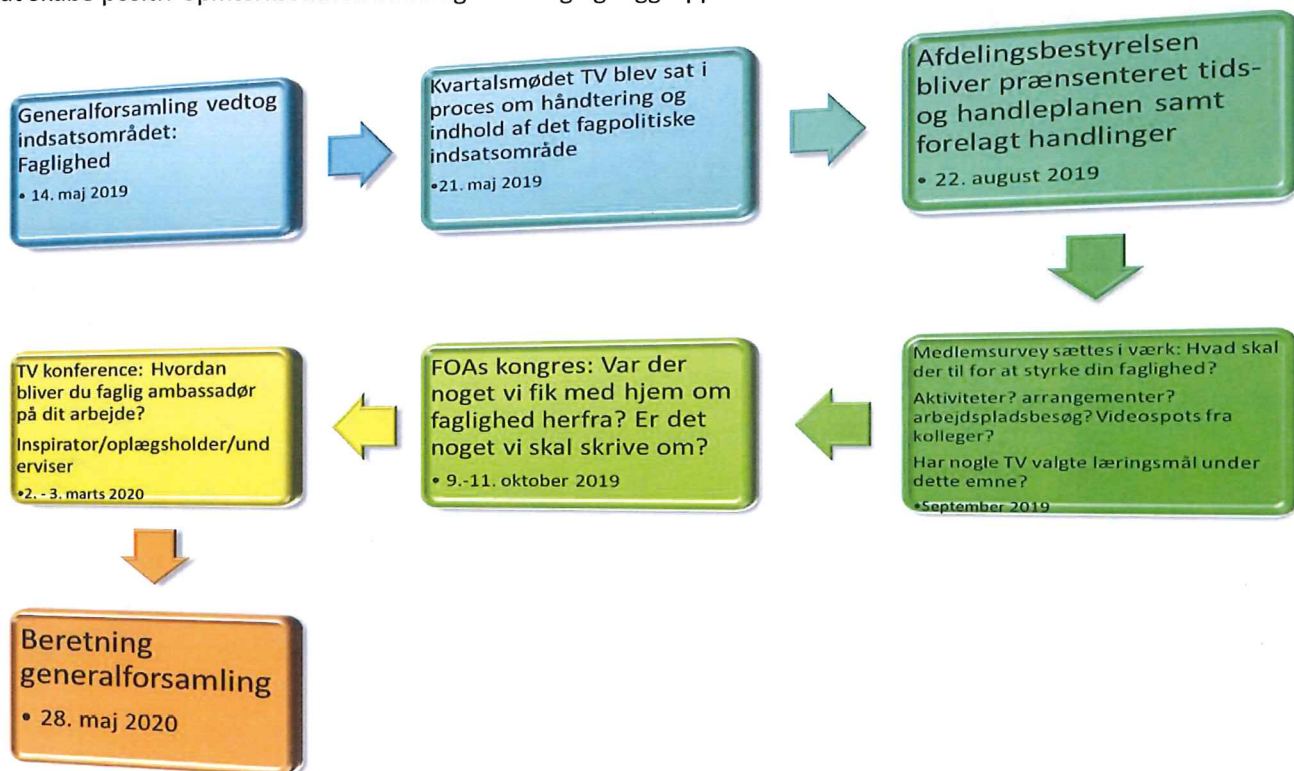 Generalforsamling vedtog
indsatsområdet:
Faglighed
• 14. maj 2019
Kvartalsmødet TV blev sat i
proces om håndtering og
indhold af det fagpolitiske
indsatsområde
•21. maj 2019
Afdelingsbestyrelsen
bliver prænsenteret tids-
og handleplanen samt
forelagt handlinger
• 22. august 2019
Medlemsurvey sættes i værk: Hvad skal
der til for at styrke din faglighed?
Aktiviteter? arrangementer?
arbejdspladsbesøg? Videospots fra
kolleger?
Har nogle TV valgte læringsmål under
dette emne?
•September 2019
FOAs kongres: Var der
noget vi fik med hjem om
faglighed herfra? Er det
noget vi skal skrive om?
• 9.-11. oktober 2019
TV konference: Hvordan
bliver du faglig ambassadør
på dit arbejde?
Inspirator/oplægsholder/und
erviser
•2. - 3. marts 2020
Beretning
generalforsamling
• 28. maj 2020